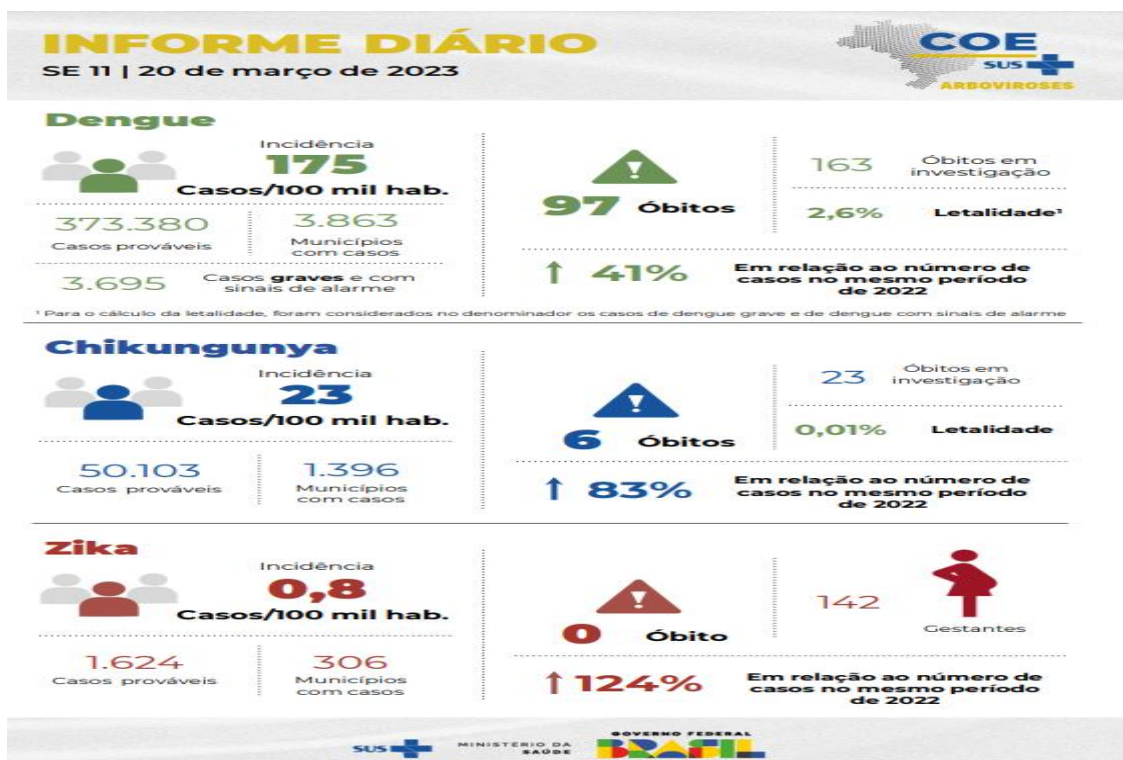 INFORME DIÁRIO
SE 11 | 20 de março de 2023
COE
SUS
ARBOVIROSES
Dengue
Incidência
175
Casos/100 mil hab.
373.380
Casos prováveis
3.863
Municípios
com casos
3.695
Casos graves e com
sinais de alarme
97 Óbitos
163
Óbitos em
investigação
2,6%
Letalidade¹
↑ 41%
Em relação ao número de
casos no mesmo período
de 2022
¹ Para o cálculo da letalidade, foram considerados no denominador os casos de dengue grave e de dengue com sinais de alarme
Chikungunya
Incidência
23
Casos/100 mil hab.
50.103
Casos prováveis
1.396
Municípios
com casos
6 Óbitos
23
Óbitos em
investigação
0,01%
Letalidade
↑ 83%
Em relação ao número de
casos no mesmo período
de 2022
Zika
Incidência
0,8
Casos/100 mil hab.
1.624
Casos prováveis
306
Municípios
com casos
0 Óbito
142
Gestantes
↑ 124%
Em relação ao número de
casos no mesmo período
de 2022
SUS
MINISTÉRIO DA
SAÚDE
GOVERNO FEDERAL
BRASIL